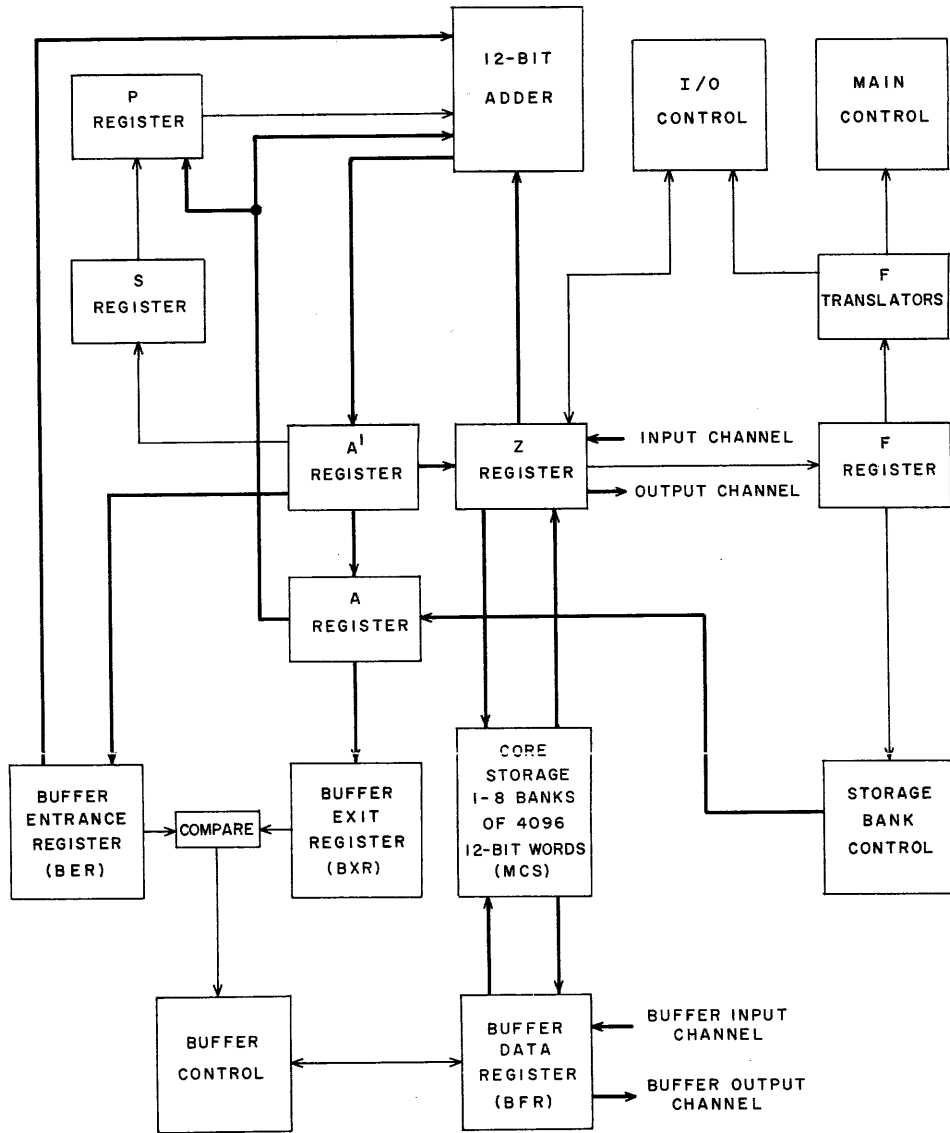 12-BIT
ADDER
P
REGISTER
I/O
CONTROL
MAIN
CONTROL
S
REGISTER
F
TRANSLATORS
A'
REGISTER
Z
REGISTER
INPUT CHANNEL
OUTPUT CHANNEL
F
REGISTER
A
REGISTER
BUFFER
ENTRANCE
REGISTER
(BER)
COMPARE
BUFFER
EXIT
REGISTER
(BXR)
CORE
STORAGE
1-8 BANKS
OF 4096
12-BIT WORDS
(MCS)
STORAGE
BANK
CONTROL
BUFFER
CONTROL
BUFFER
DATA
REGISTER
(BFR)
BUFFER INPUT
CHANNEL
BUFFER OUTPUT
CHANNEL